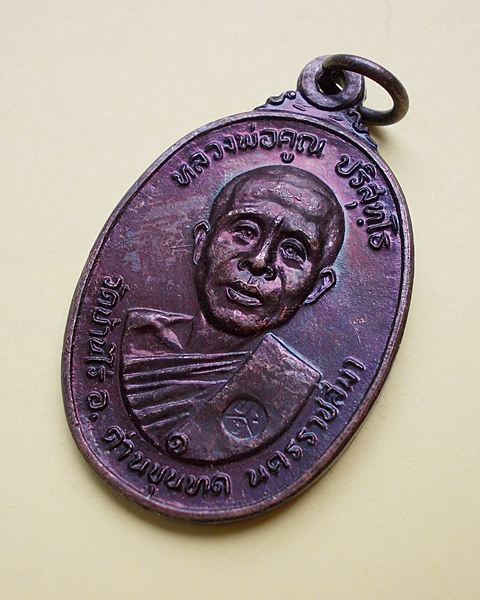 หลวงพ่อคูณ ปริสุทโธ
วัดบ้านไร่ อ. ด่านขุนทด นครราชสีมา
๑